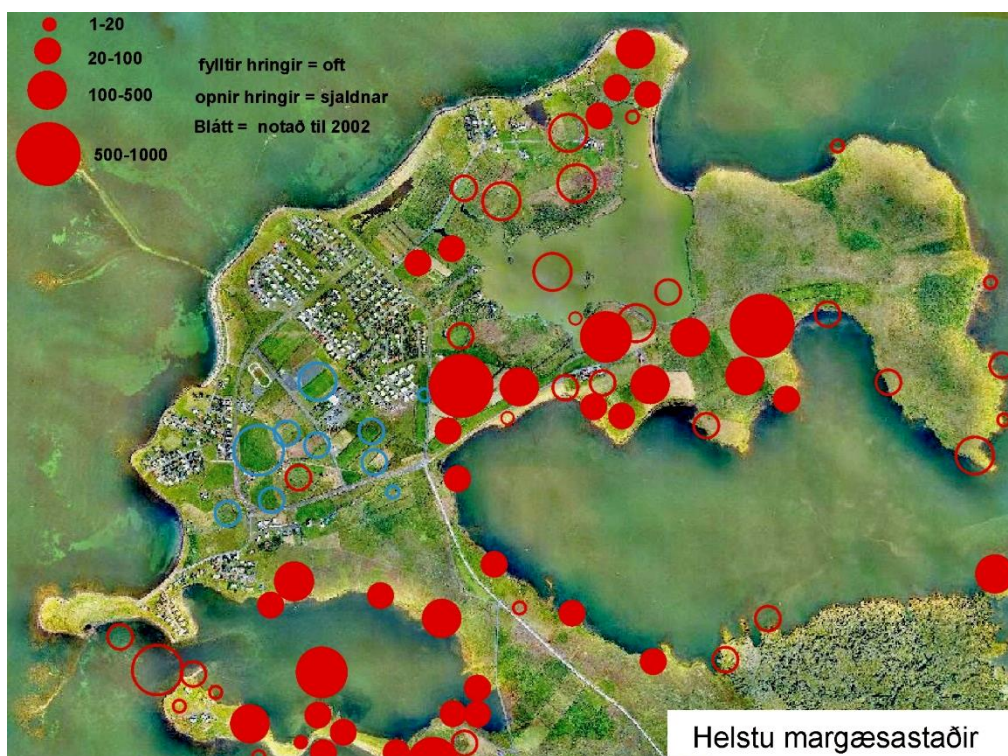 1-20
20-100
100-500
500-1000
fylltir hringir = oft
opnir hringir = sjaldnar
Blátt = notað til 2002
Helstu margæsastaðir